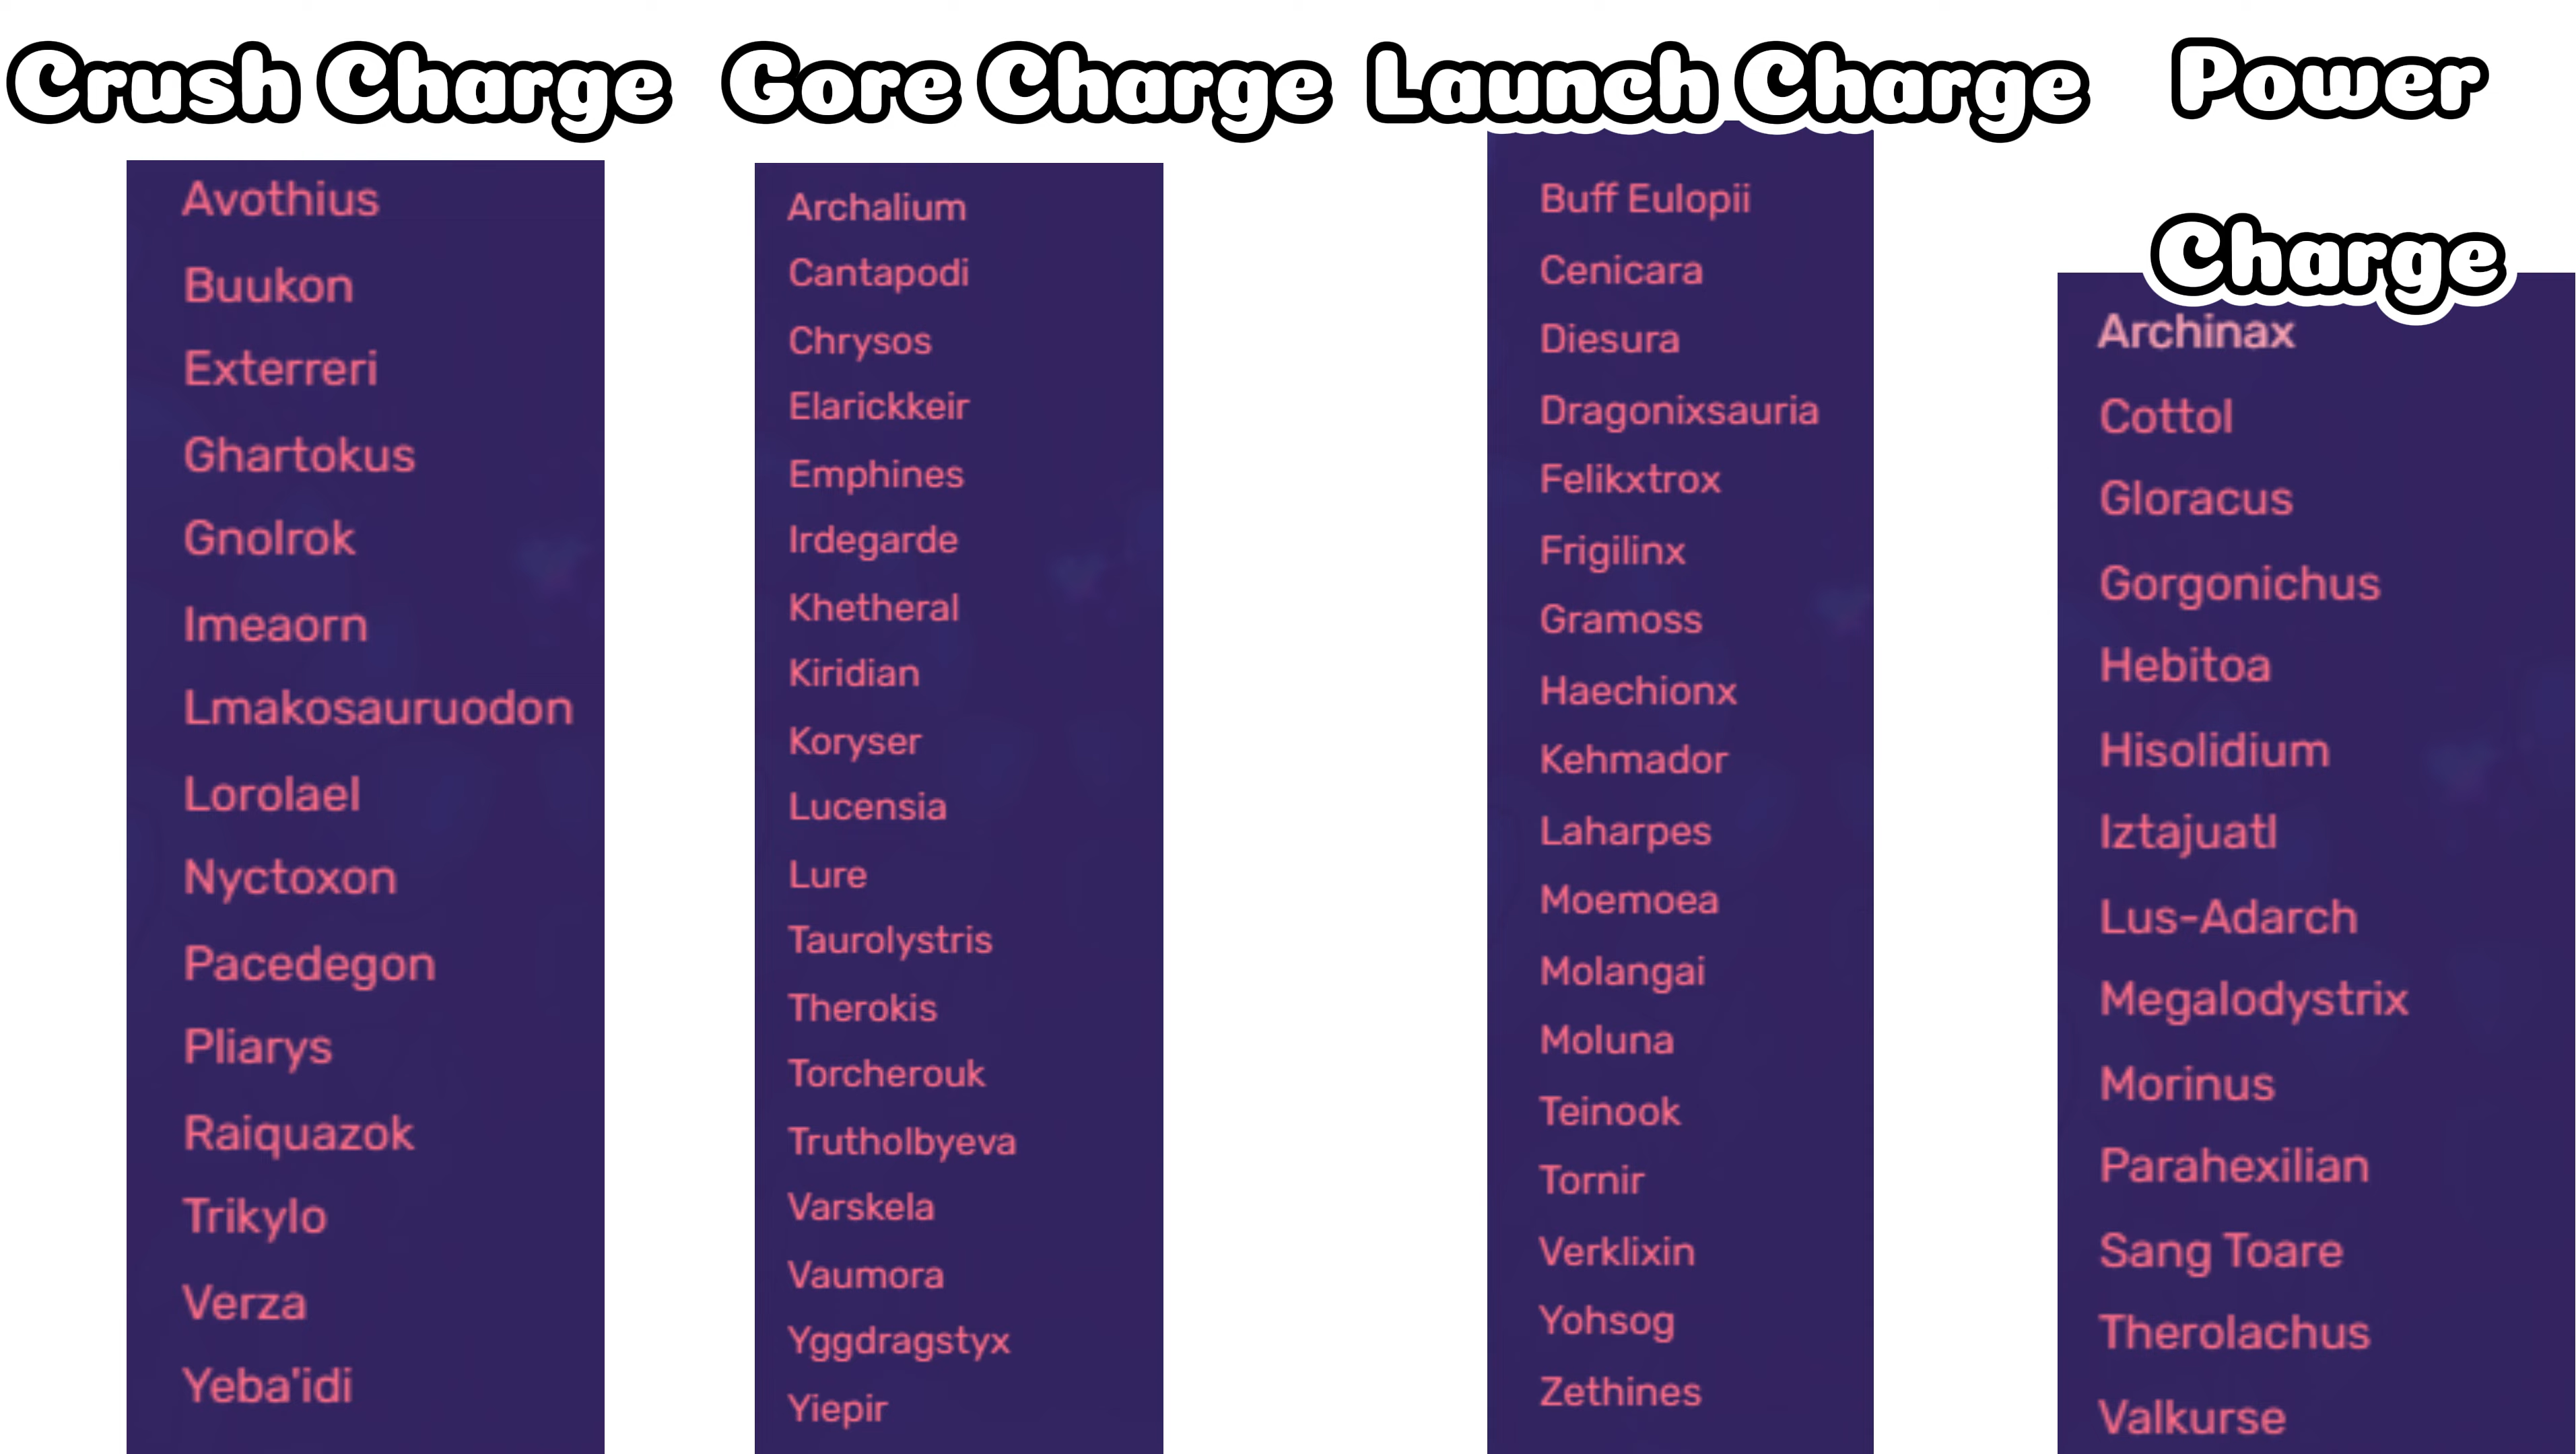 Crush Charge
Avothius
Buukon
Exterreri
Ghartokus
Gnolrok
Imeaorn
Lmakosauruodon
Lorolael
Nyctoxon
Pacedegon
Pliarys
Raiquazok
Trikylo
Verza
Yeba'idi
Gore Charge
Archalium
Cantapodi
Chrysos
Elarickkeir
Emphines
Irdegarde
Khetheral
Kiridian
Koryser
Lucensia
Lure
Taurolystris
Therokis
Torcherouk
Trutholbyeva
Varskela
Vaumora
Yggdragstyx
Yiepir
Launch Charge
Buff Eulopii
Cenicara
Diesura
Dragonixsauria
Felikxtrox
Frigilinx
Gramoss
Haechionx
Kehmador
Laharpes
Moemoea
Molangai
Moluna
Teinook
Tornir
Verklixin
Yohsog
Zethines
Power
Charge
Archinax
Cottol
Gloracus
Gorgonichus
Hebitoa
Hisolidium
Iztajuatl
Lus-Adarch
Megalodystrix
Morinus
Parahexilian
Sang Toare
Therolachus
Valkurse